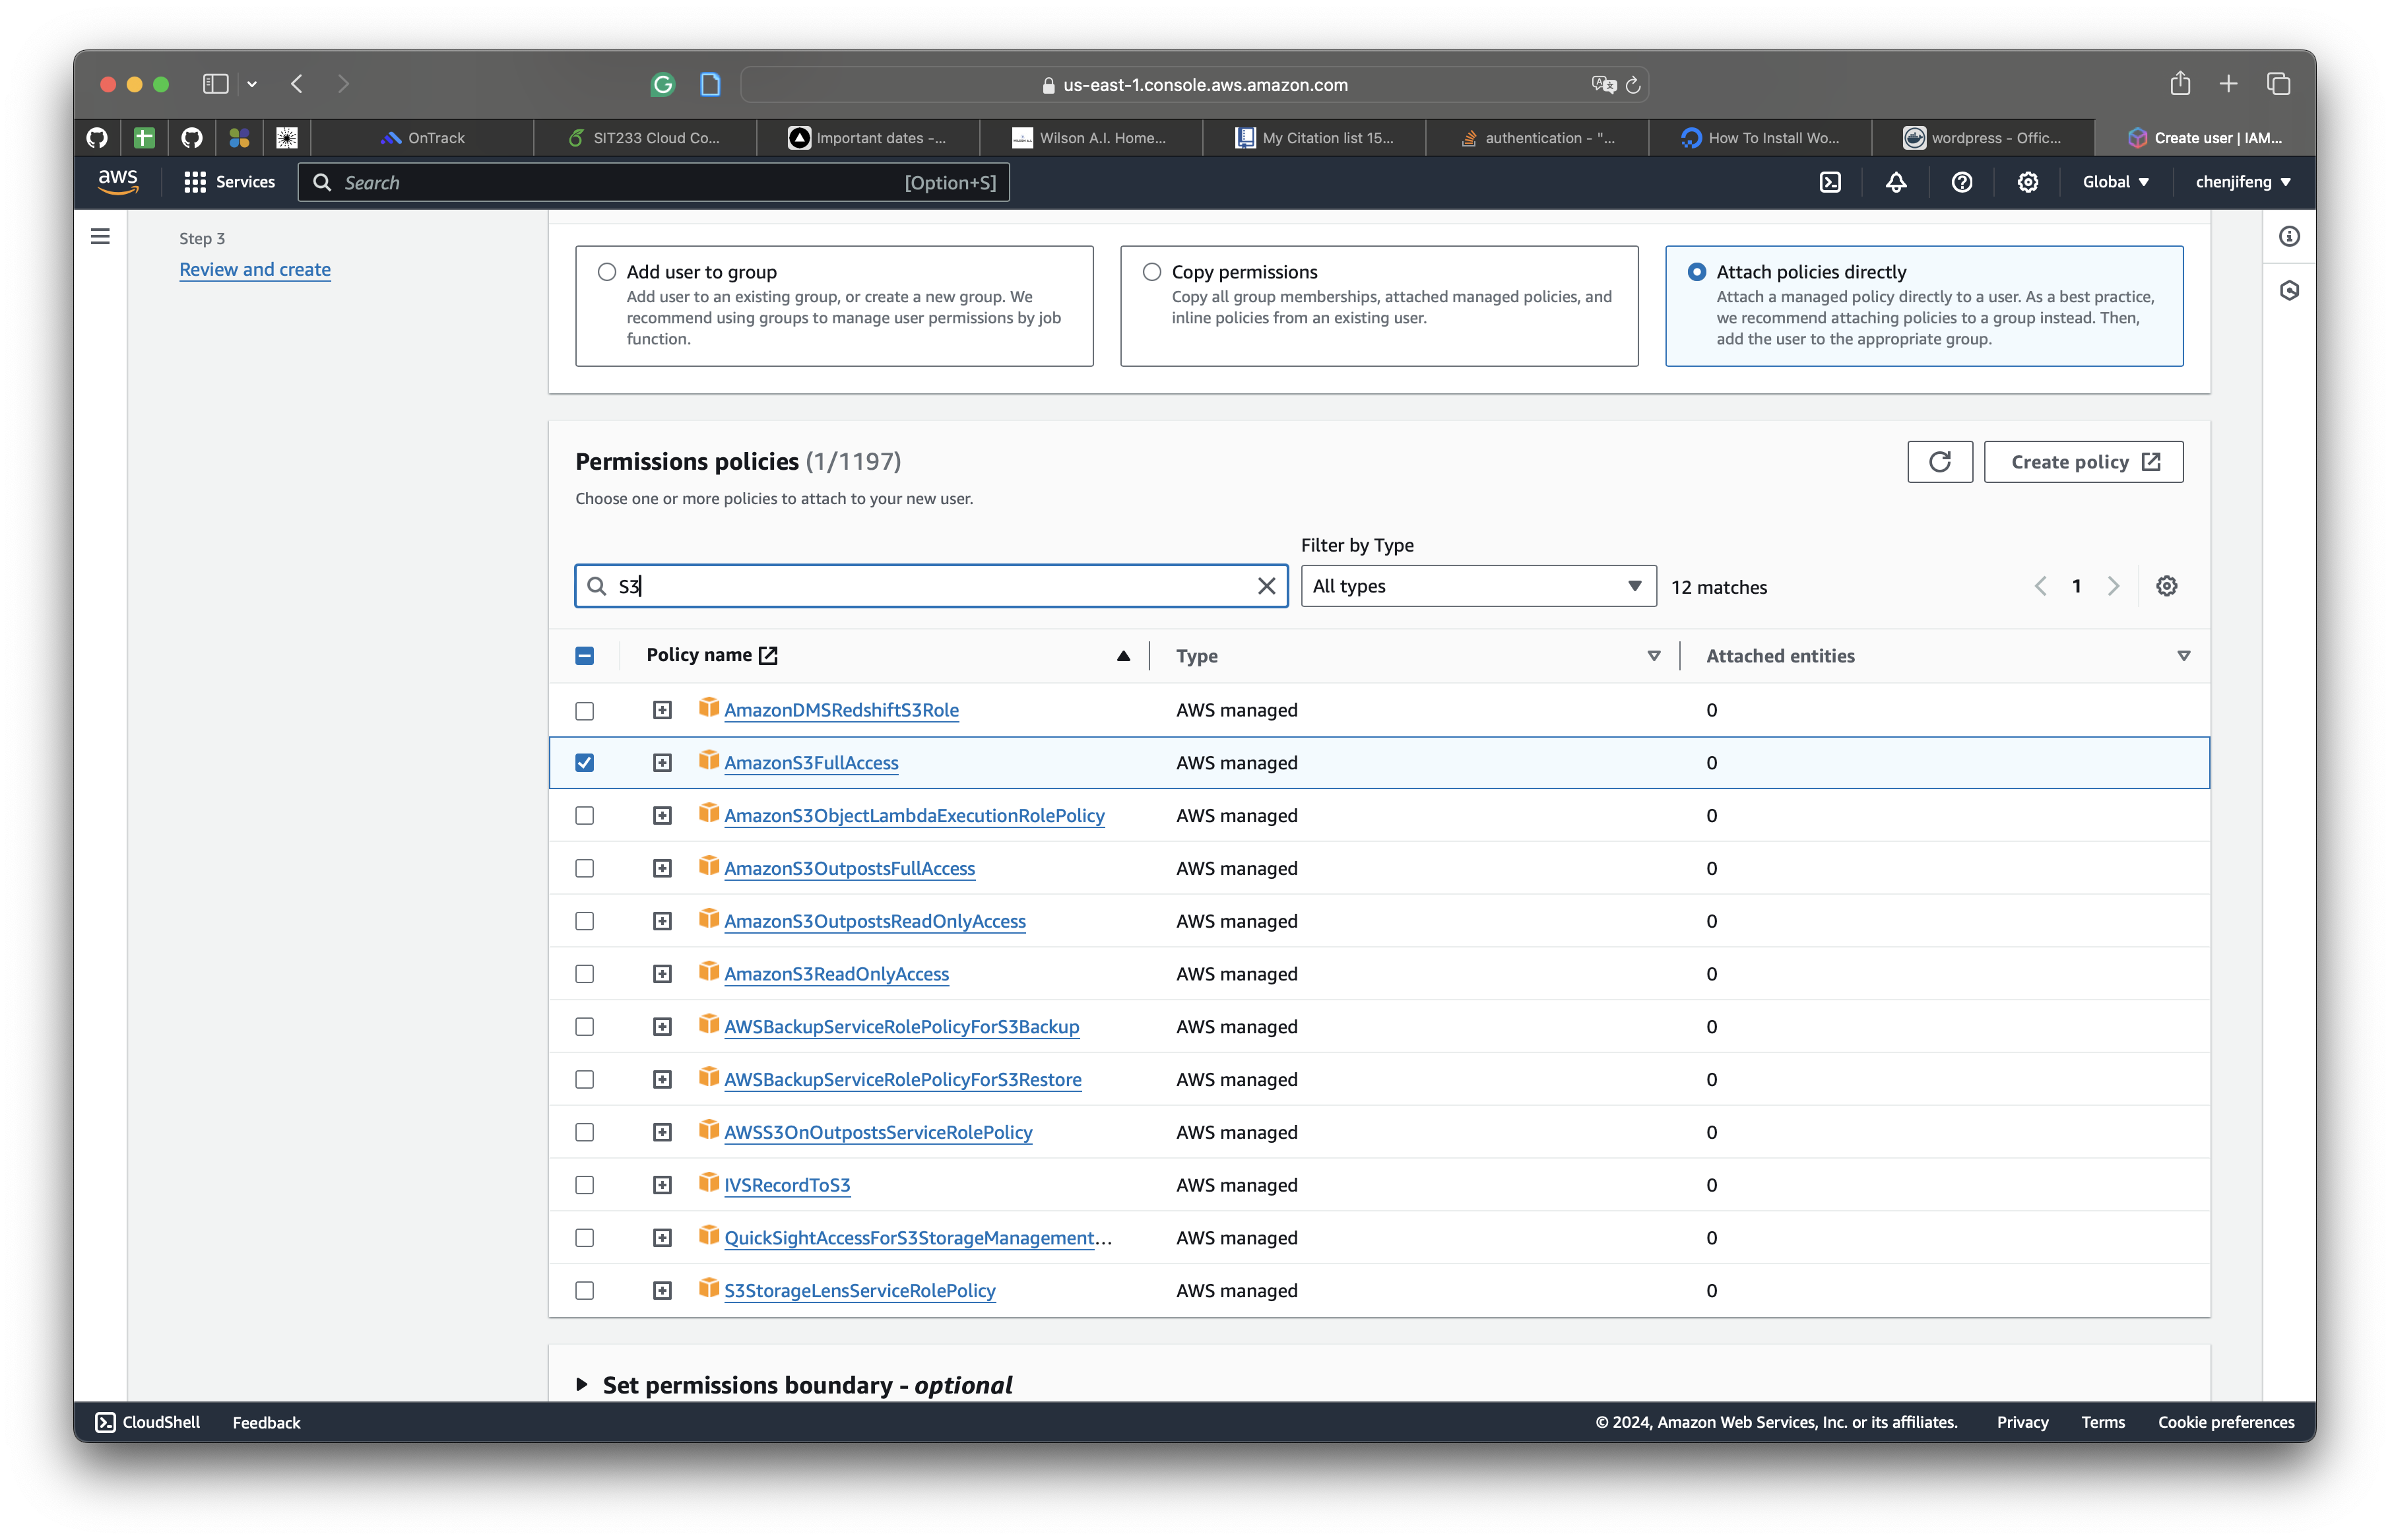 us-east-1.console.aws.amazon.com
OnTrack
SIT233 Cloud Co...
Important dates -...
Wilson A.I. Home...
My Citation list 15...
authentication - "...
How To Install Wo...
wordpress - Offic...
Create user | IAM...
aws
Services
Search
[Option+S]
Global
chenjifeng
Step 3
Review and create
Add user to group
Add user to an existing group, or create a new group. We
recommend using groups to manage user permissions by job
function.
Copy permissions
Copy all group memberships, attached managed policies, and
inline policies from an existing user.
Attach policies directly
Attach a managed policy directly to a user. As a best practice,
we recommend attaching policies to a group instead. Then,
add the user to the appropriate group.
Permissions policies (1/1197)
Create policy
Choose one or more policies to attach to your new user.
Filter by Type
S3
All types
12 matches
1
Policy name
Type
Attached entities
AmazonDMSRedshiftS3Role AWS managed 0
AmazonS3FullAccess AWS managed 0
AmazonS3ObjectLambdaExecutionRolePolicy AWS managed 0
AmazonS3OutpostsFullAccess AWS managed 0
AmazonS3OutpostsReadOnlyAccess AWS managed 0
AmazonS3ReadOnlyAccess AWS managed 0
AWSBackupServiceRolePolicyForS3Backup AWS managed 0
AWSBackupServiceRolePolicyForS3Restore AWS managed 0
AWSS3OnOutpostsServiceRolePolicy AWS managed 0
IVSRecordToS3 AWS managed 0
QuickSightAccessForS3StorageManagement... AWS managed 0
S3StorageLensServiceRolePolicy AWS managed 0
Set permissions boundary - optional
CloudShell
Feedback
© 2024, Amazon Web Services, Inc. or its affiliates.
Privacy
Terms
Cookie preferences